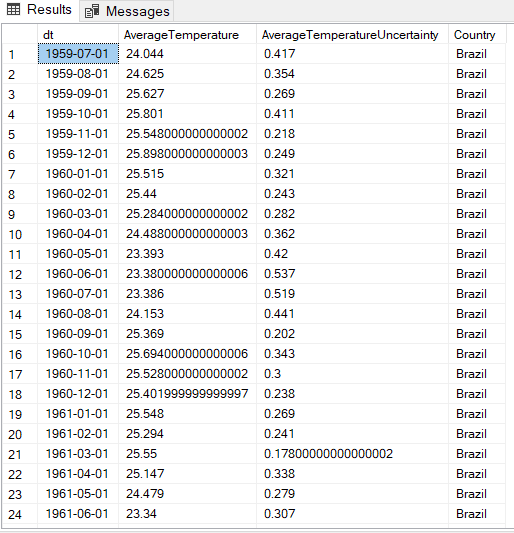 Results Messages
dt AverageTemperature AverageTemperatureUncertainty Country
1 1959-07-01 24.044 0.417 Brazil
2 1959-08-01 24.625 0.354 Brazil
3 1959-09-01 25.627 0.269 Brazil
4 1959-10-01 25.801 0.411 Brazil
5 1959-11-01 25.548000000000002 0.218 Brazil
6 1959-12-01 25.898000000000003 0.249 Brazil
7 1960-01-01 25.515 0.321 Brazil
8 1960-02-01 25.44 0.243 Brazil
9 1960-03-01 25.284000000000002 0.282 Brazil
10 1960-04-01 24.488000000000003 0.362 Brazil
11 1960-05-01 23.393 0.42 Brazil
12 1960-06-01 23.380000000000006 0.537 Brazil
13 1960-07-01 23.386 0.519 Brazil
14 1960-08-01 24.153 0.441 Brazil
15 1960-09-01 25.369 0.202 Brazil
16 1960-10-01 25.694000000000006 0.343 Brazil
17 1960-11-01 25.528000000000002 0.3 Brazil
18 1960-12-01 25.401999999999997 0.238 Brazil
19 1961-01-01 25.548 0.269 Brazil
20 1961-02-01 25.294 0.241 Brazil
21 1961-03-01 25.55 0.17800000000000002 Brazil
22 1961-04-01 25.147 0.338 Brazil
23 1961-05-01 24.479 0.279 Brazil
24 1961-06-01 23.34 0.307 Brazil